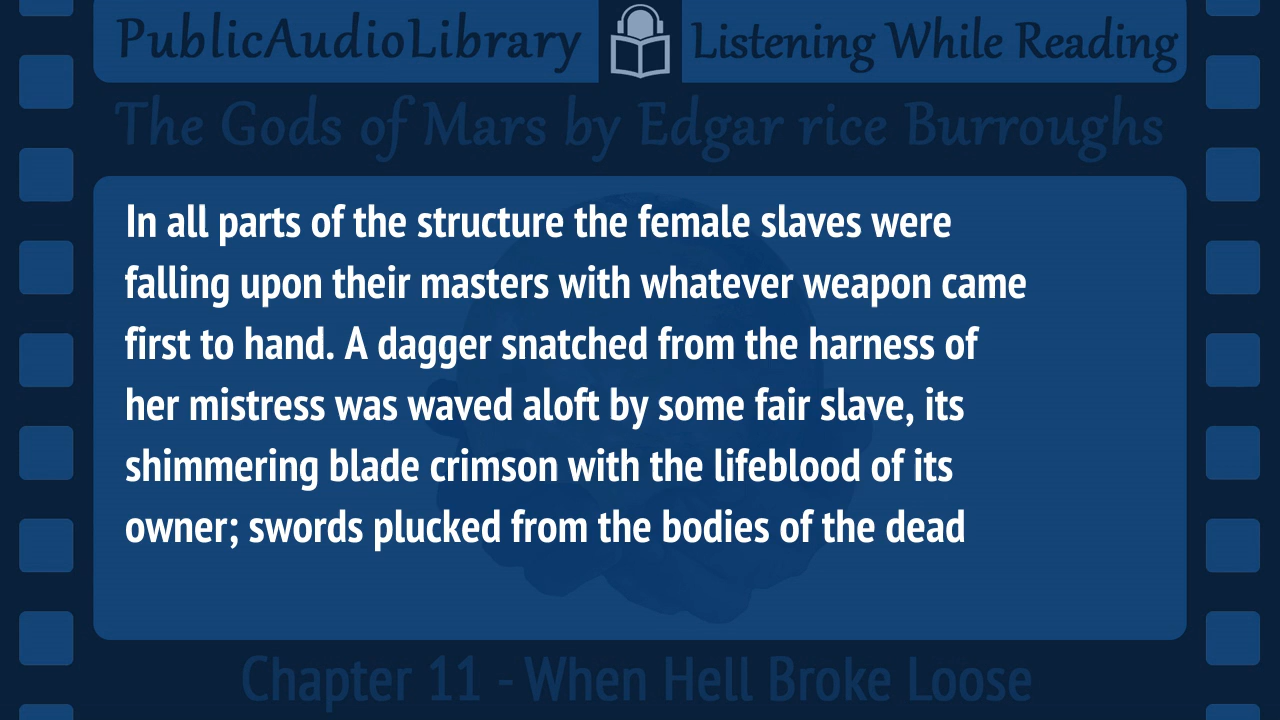 PublicAudioLibrary Listening While Reading
The Gods of Mars by Edgar rice Burroughs
In all parts of the structure the female slaves were
falling upon their masters with whatever weapon came
first to hand. A dagger snatched from the harness of
her mistress was waved aloft by some fair slave, its
shimmering blade crimson with the lifeblood of its
owner; swords plucked from the bodies of the dead
Chapter 11 - When Hell Broke Loose